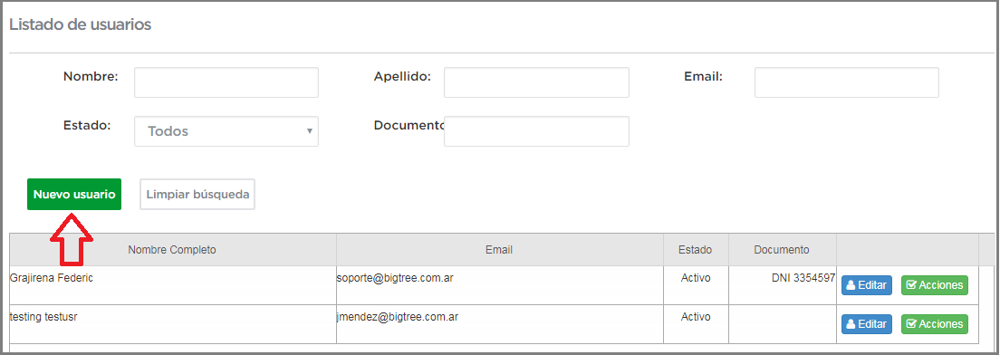 Listado de usuarios
Nombre: Apellido: Email:
Estado: Todos Documento
Nuevo usuario Limpiar búsqueda
Nombre Completo Email Estado Documento
Grajirena Federic soporte@bigtree.com.ar Activo DNI 3354597 Editar Acciones
testing testusr jmendez@bigtree.com.ar Activo Editar Acciones